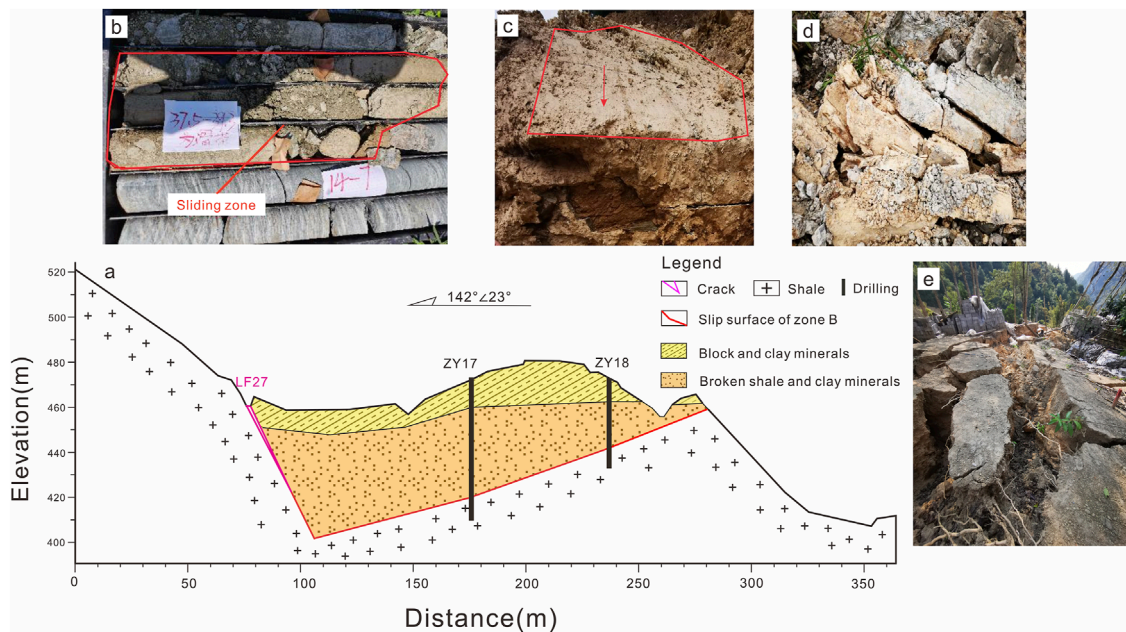 b
14-7
Sliding zone
c
d
a
520
500
480
460
440
420
400
Elevation(m)
142°∠23°
LF27
ZY17
ZY18
Legend
Crack
Shale
Drilling
Slip surface of zone B
Block and clay minerals
Broken shale and clay minerals
e
0
50
100
150
200
250
300
350
Distance(m)